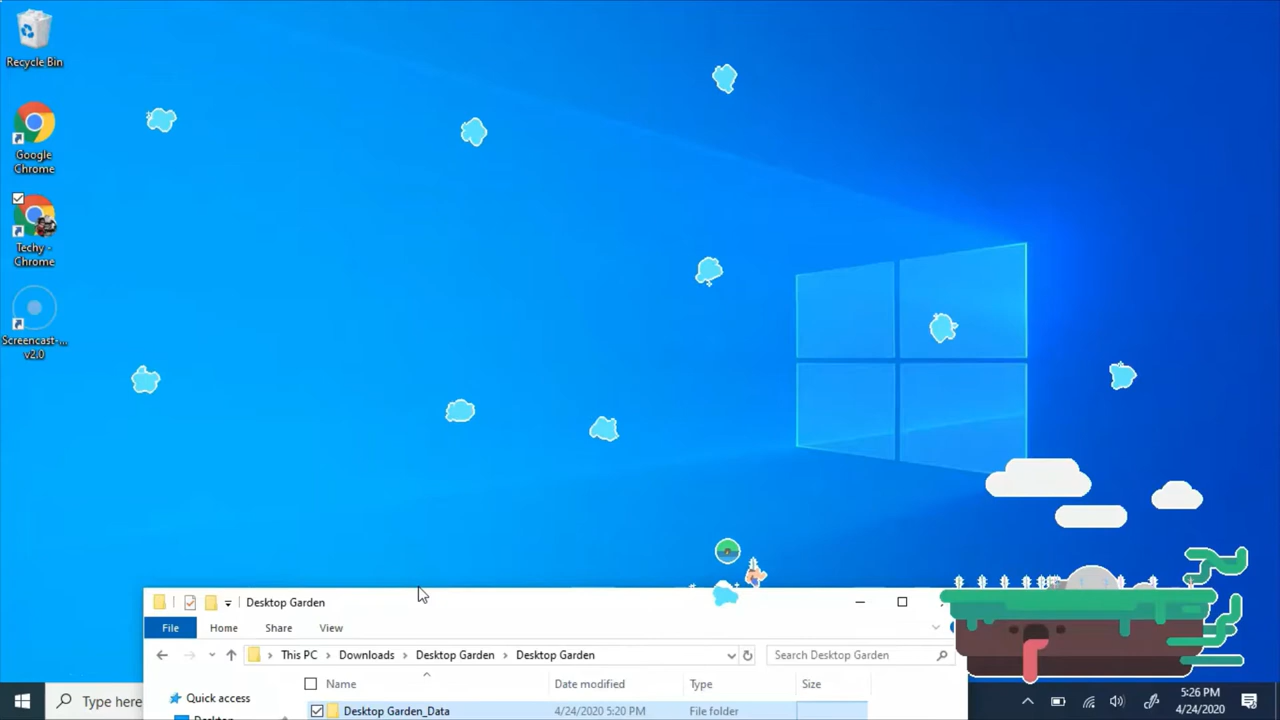 Recycle Bin
Google
Chrome
Techy -
Chrome
Screencast-...
v2.0
Desktop Garden
File Home Share View
This PC Downloads Desktop Garden Desktop Garden
Search Desktop Garden
Name Date modified Type Size
Quick access
Desktop Garden_Data 4/24/2020 5:20 PM File folder
Desktop
Type here
5:26 PM
4/24/2020